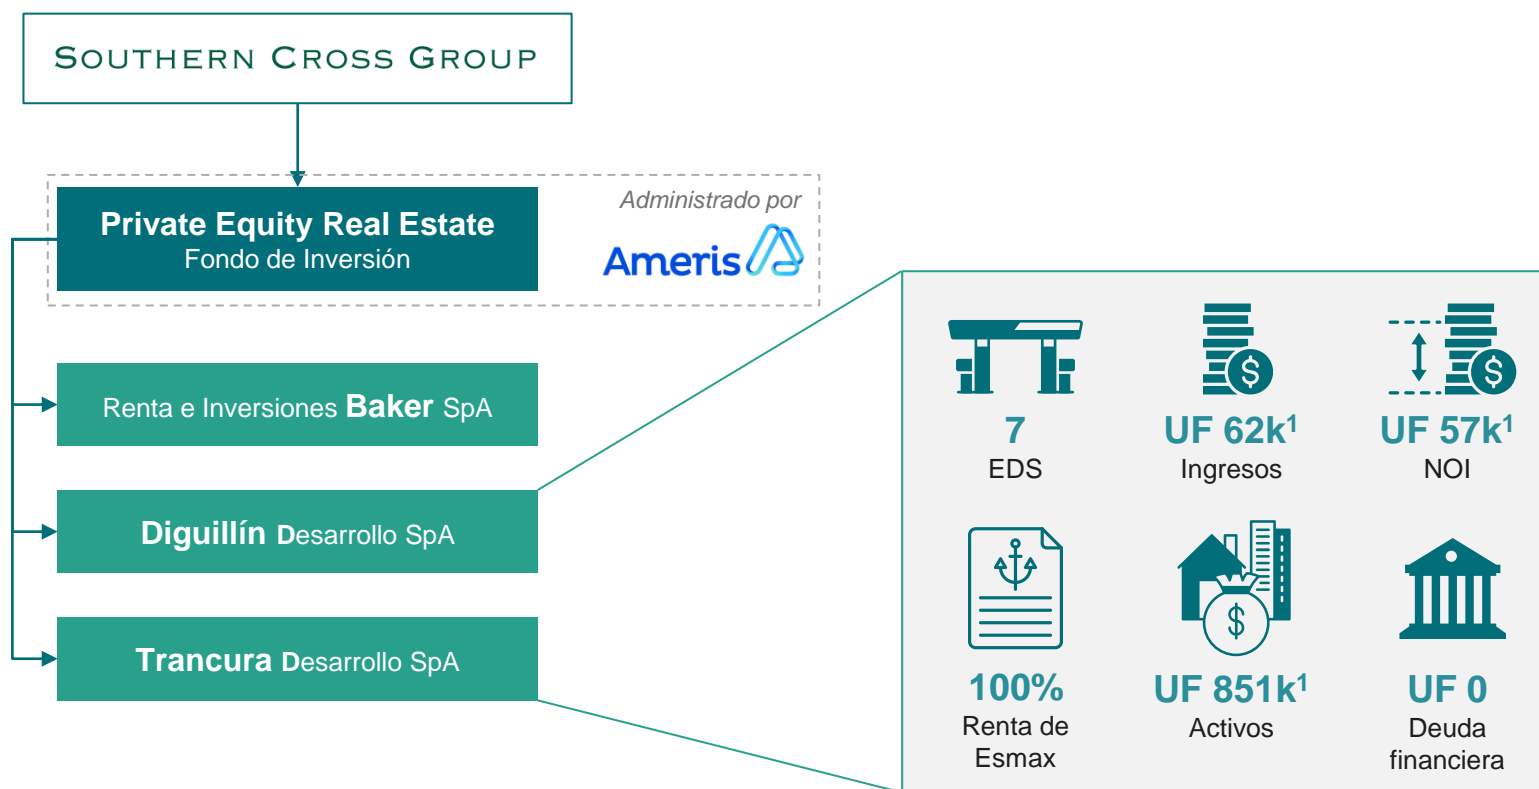 SOUTHERN CROSS GROUP
Private Equity Real Estate
Fondo de Inversión
Administrado por
Ameris
Renta e Inversiones Baker SpA
Diguillín Desarrollo SpA
Trancura Desarrollo SpA
7
EDS
UF 62k¹
Ingresos
UF 57k¹
NOI
100%
Renta de
Esmax
UF 851k¹
Activos
UF 0
Deuda
financiera